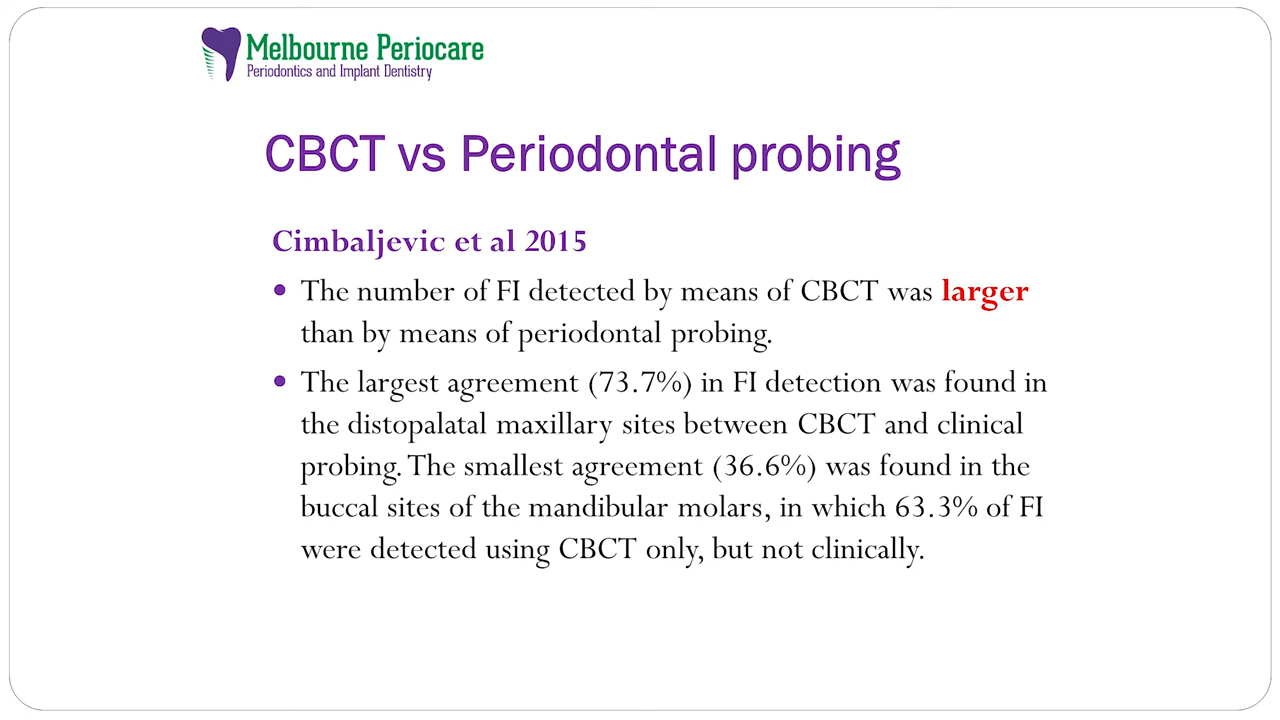 Melbourne Periocare
Periodontics and Implant Dentistry
CBCT vs Periodontal probing
Cimbaljevic et al 2015
• The number of FI detected by means of CBCT was larger
than by means of periodontal probing.
• The largest agreement (73.7%) in FI detection was found in
the distopalatal maxillary sites between CBCT and clinical
probing. The smallest agreement (36.6%) was found in the
buccal sites of the mandibular molars, in which 63.3% of FI
were detected using CBCT only, but not clinically.